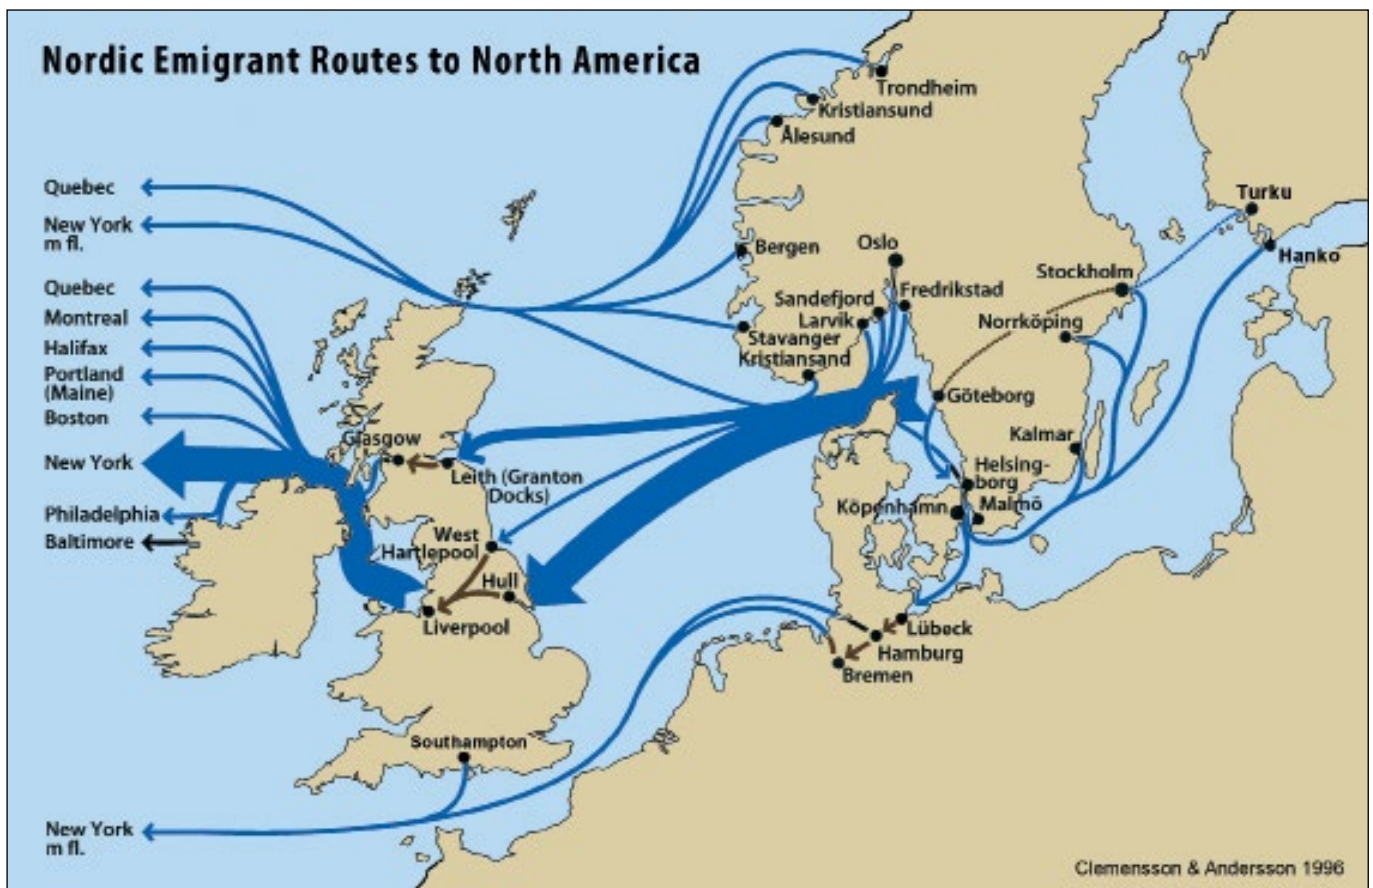 Nordic Emigrant Routes to North America
Trondheim
Kristiansund
Ålesund
Quebec
New York
m fl.
Turku
Bergen
Oslo
Hanko
Stockholm
Quebec
Sandefjord
Fredrikstad
Montreal
Larvik
Norrköping
Stavanger
Halifax
Kristiansand
Portland
(Maine)
Göteborg
Boston
Glasgow
Kalmar
New York
Leith (Granton
Docks)
Helsing-
borg
Köpenhamn
Malmö
Philadelphia
West
Hartlepool
Baltimore
Hull
Liverpool
Lübeck
Hamburg
Bremen
Southampton
New York
m fl.
Clemensson & Andersson 1996